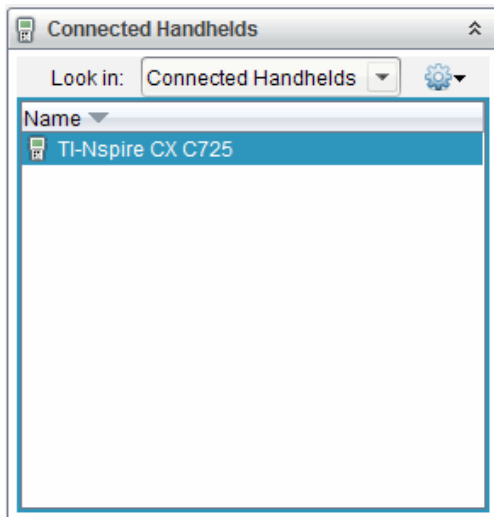 Connected Handhelds
Look in: Connected Handhelds
Name
TI-Nspire CX C725